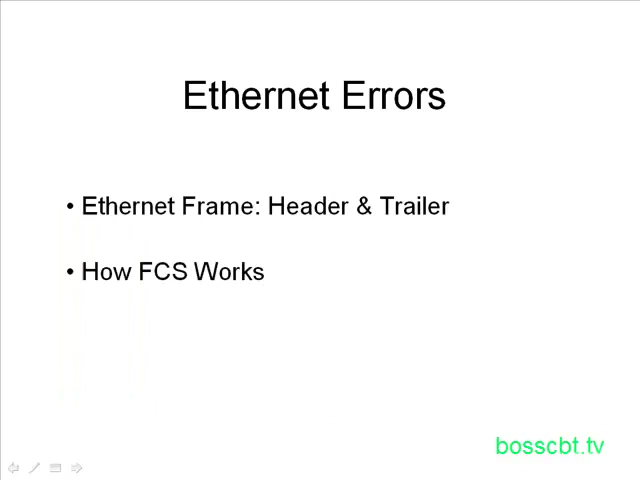 Ethernet Errors
• Ethernet Frame: Header & Trailer
• How FCS Works
bosscbt.tv